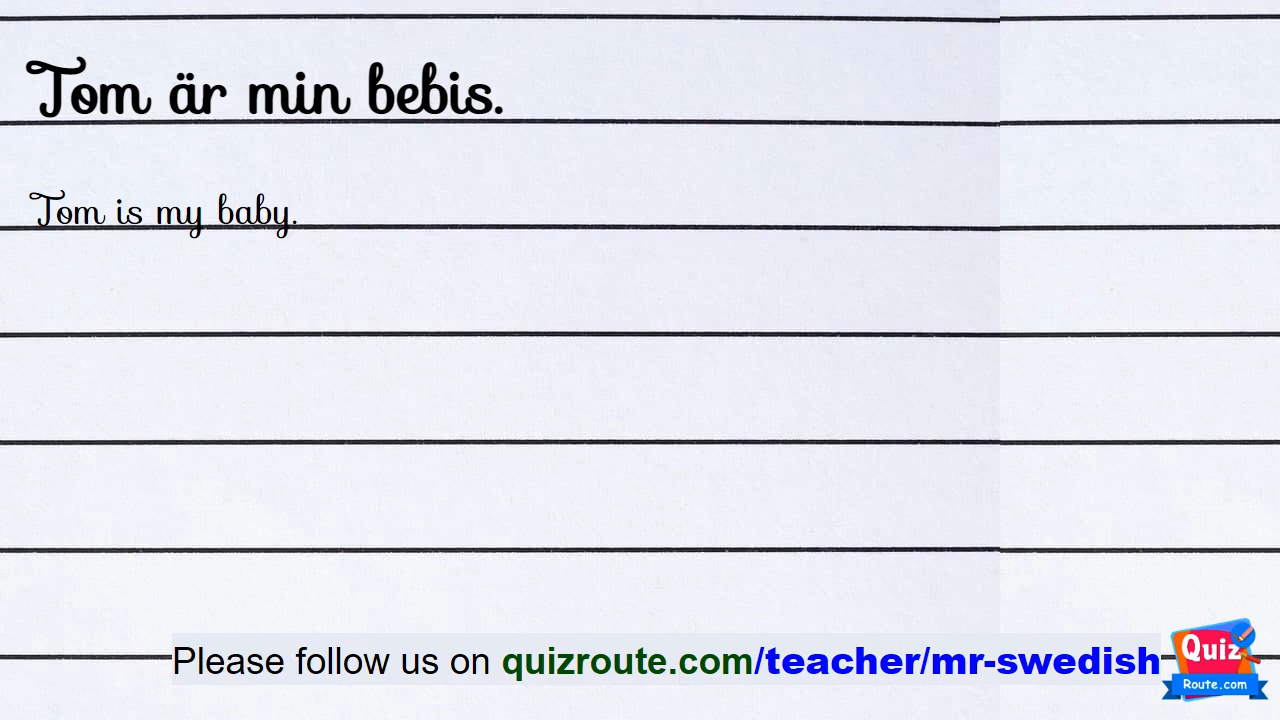 Tom är min bebis.
Tom is my baby.
Please follow us on quizroute.com/teacher/mr-swedish
Quiz
Route.com